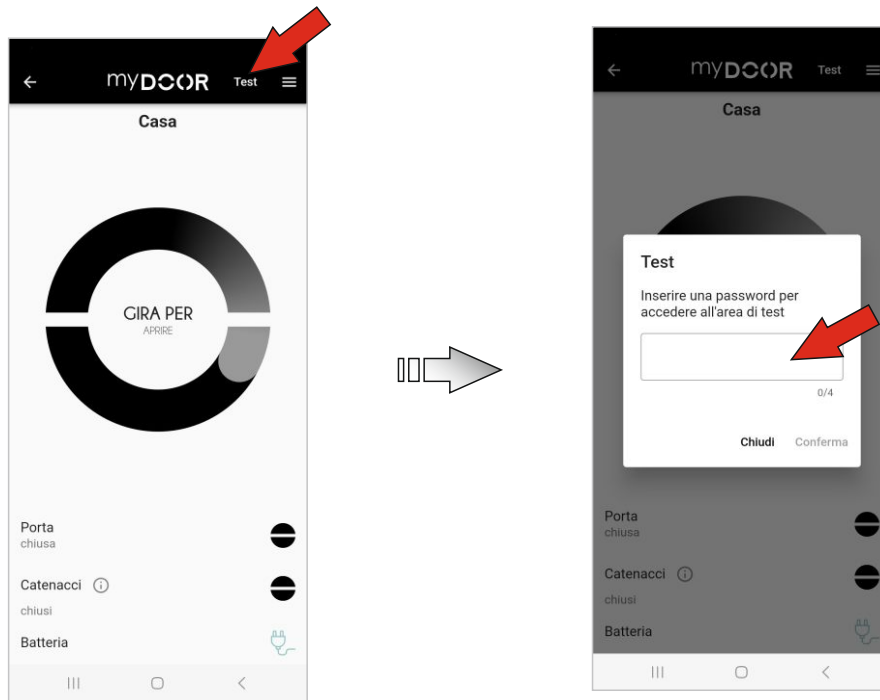 myDOOR Test
Casa
GIRA PER
APRIRE
Porta
chiusa
Catenacci
chiusi
Batteria
myDOOR Test
Casa
Test
Inserire una password per
accedere all'area di test
0/4
Chiudi Conferma
Porta
chiusa
Catenacci
chiusi
Batteria